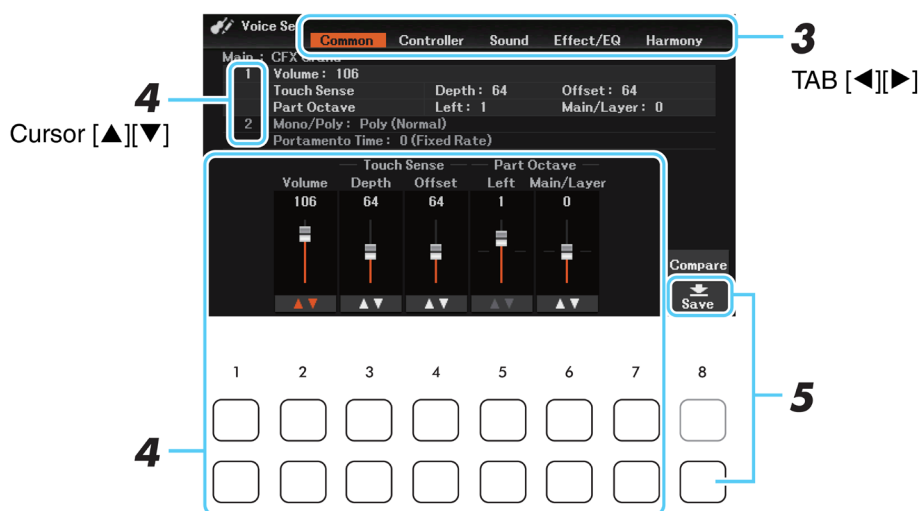 Voice Se
Common Controller Sound Effect/EQ Harmony
3
TAB [◀][▶]
Main : CFX Grand
1 Volume : 106
Touch Sense Depth : 64 Offset : 64
Part Octave Left : 1 Main/Layer : 0
2 Mono/Poly : Poly (Normal)
Portamento Time : 0 (Fixed Rate)
4
Cursor [▲][▼]
Touch Sense Part Octave
Volume Depth Offset Left Main/Layer
106 64 64 1 0
▲▼ ▲▼ ▲▼ ▲▼ ▲▼
Compare
Save
1 2 3 4 5 6 7 8
5
4